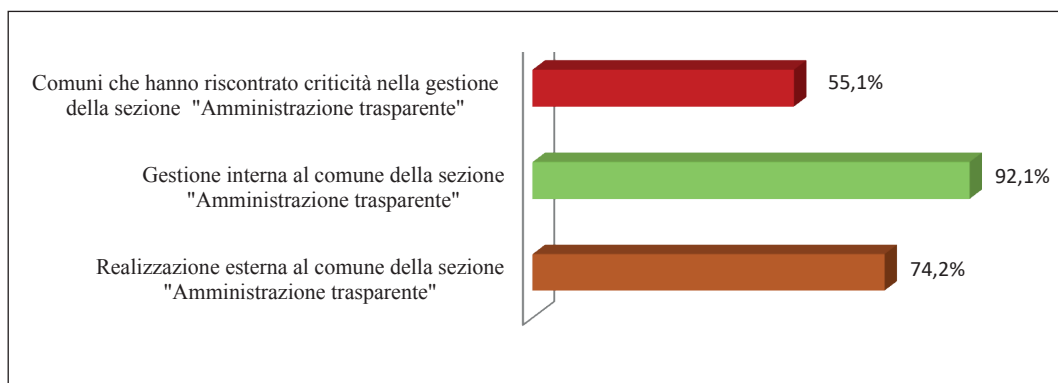 Comuni che hanno riscontrato criticità nella gestione
della sezione "Amministrazione trasparente"
55,1%
Gestione interna al comune della sezione
"Amministrazione trasparente"
92,1%
Realizzazione esterna al comune della sezione
"Amministrazione trasparente"
74,2%